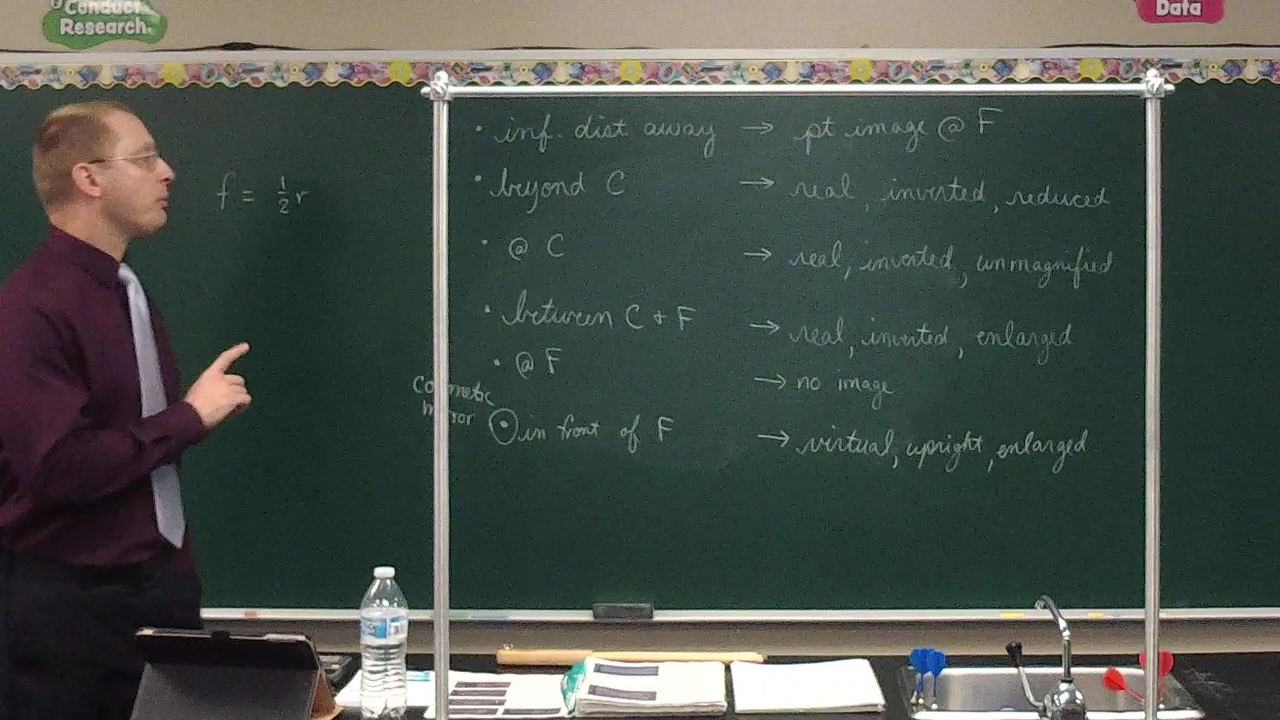 Conduct
Research
Data
f = 1/2 r
• inf. dist away → pt image @ F
• beyond C → real, inverted, reduced
• @ C → real, inverted, unmagnified
• between C + F → real, inverted, enlarged
• @ F → no image
Cosmetic
mirror
• in front of F → virtual, upright, enlarged